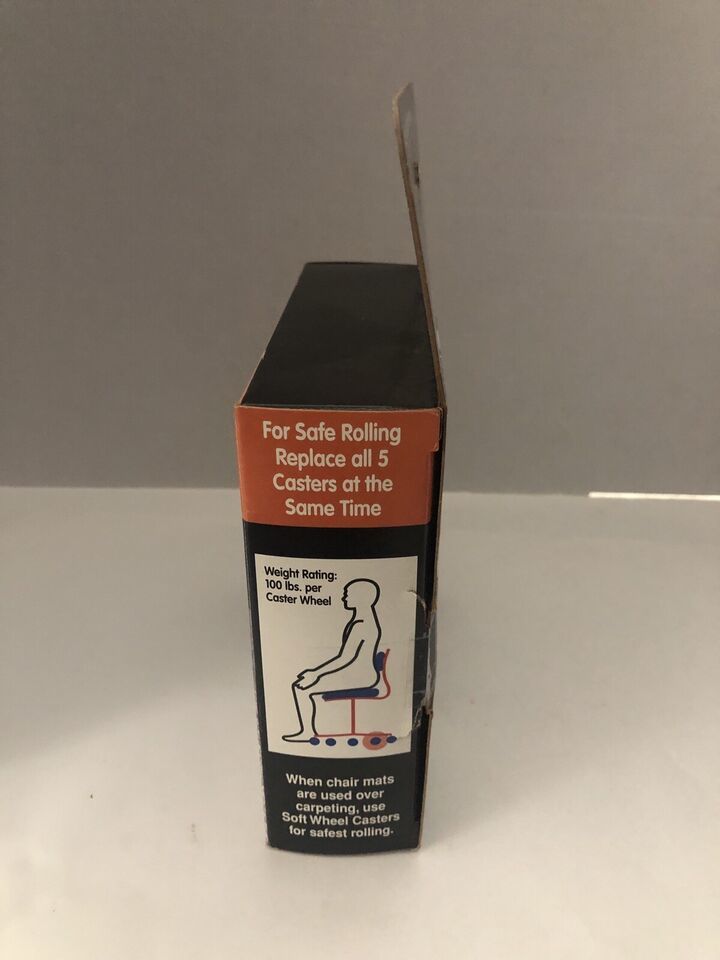 For Safe Rolling
Replace all 5
Casters at the
Same Time
Weight Rating:
100 lbs. per
Caster Wheel
When chair mats
are used over
carpeting, use
Soft Wheel Casters
for safest rolling.